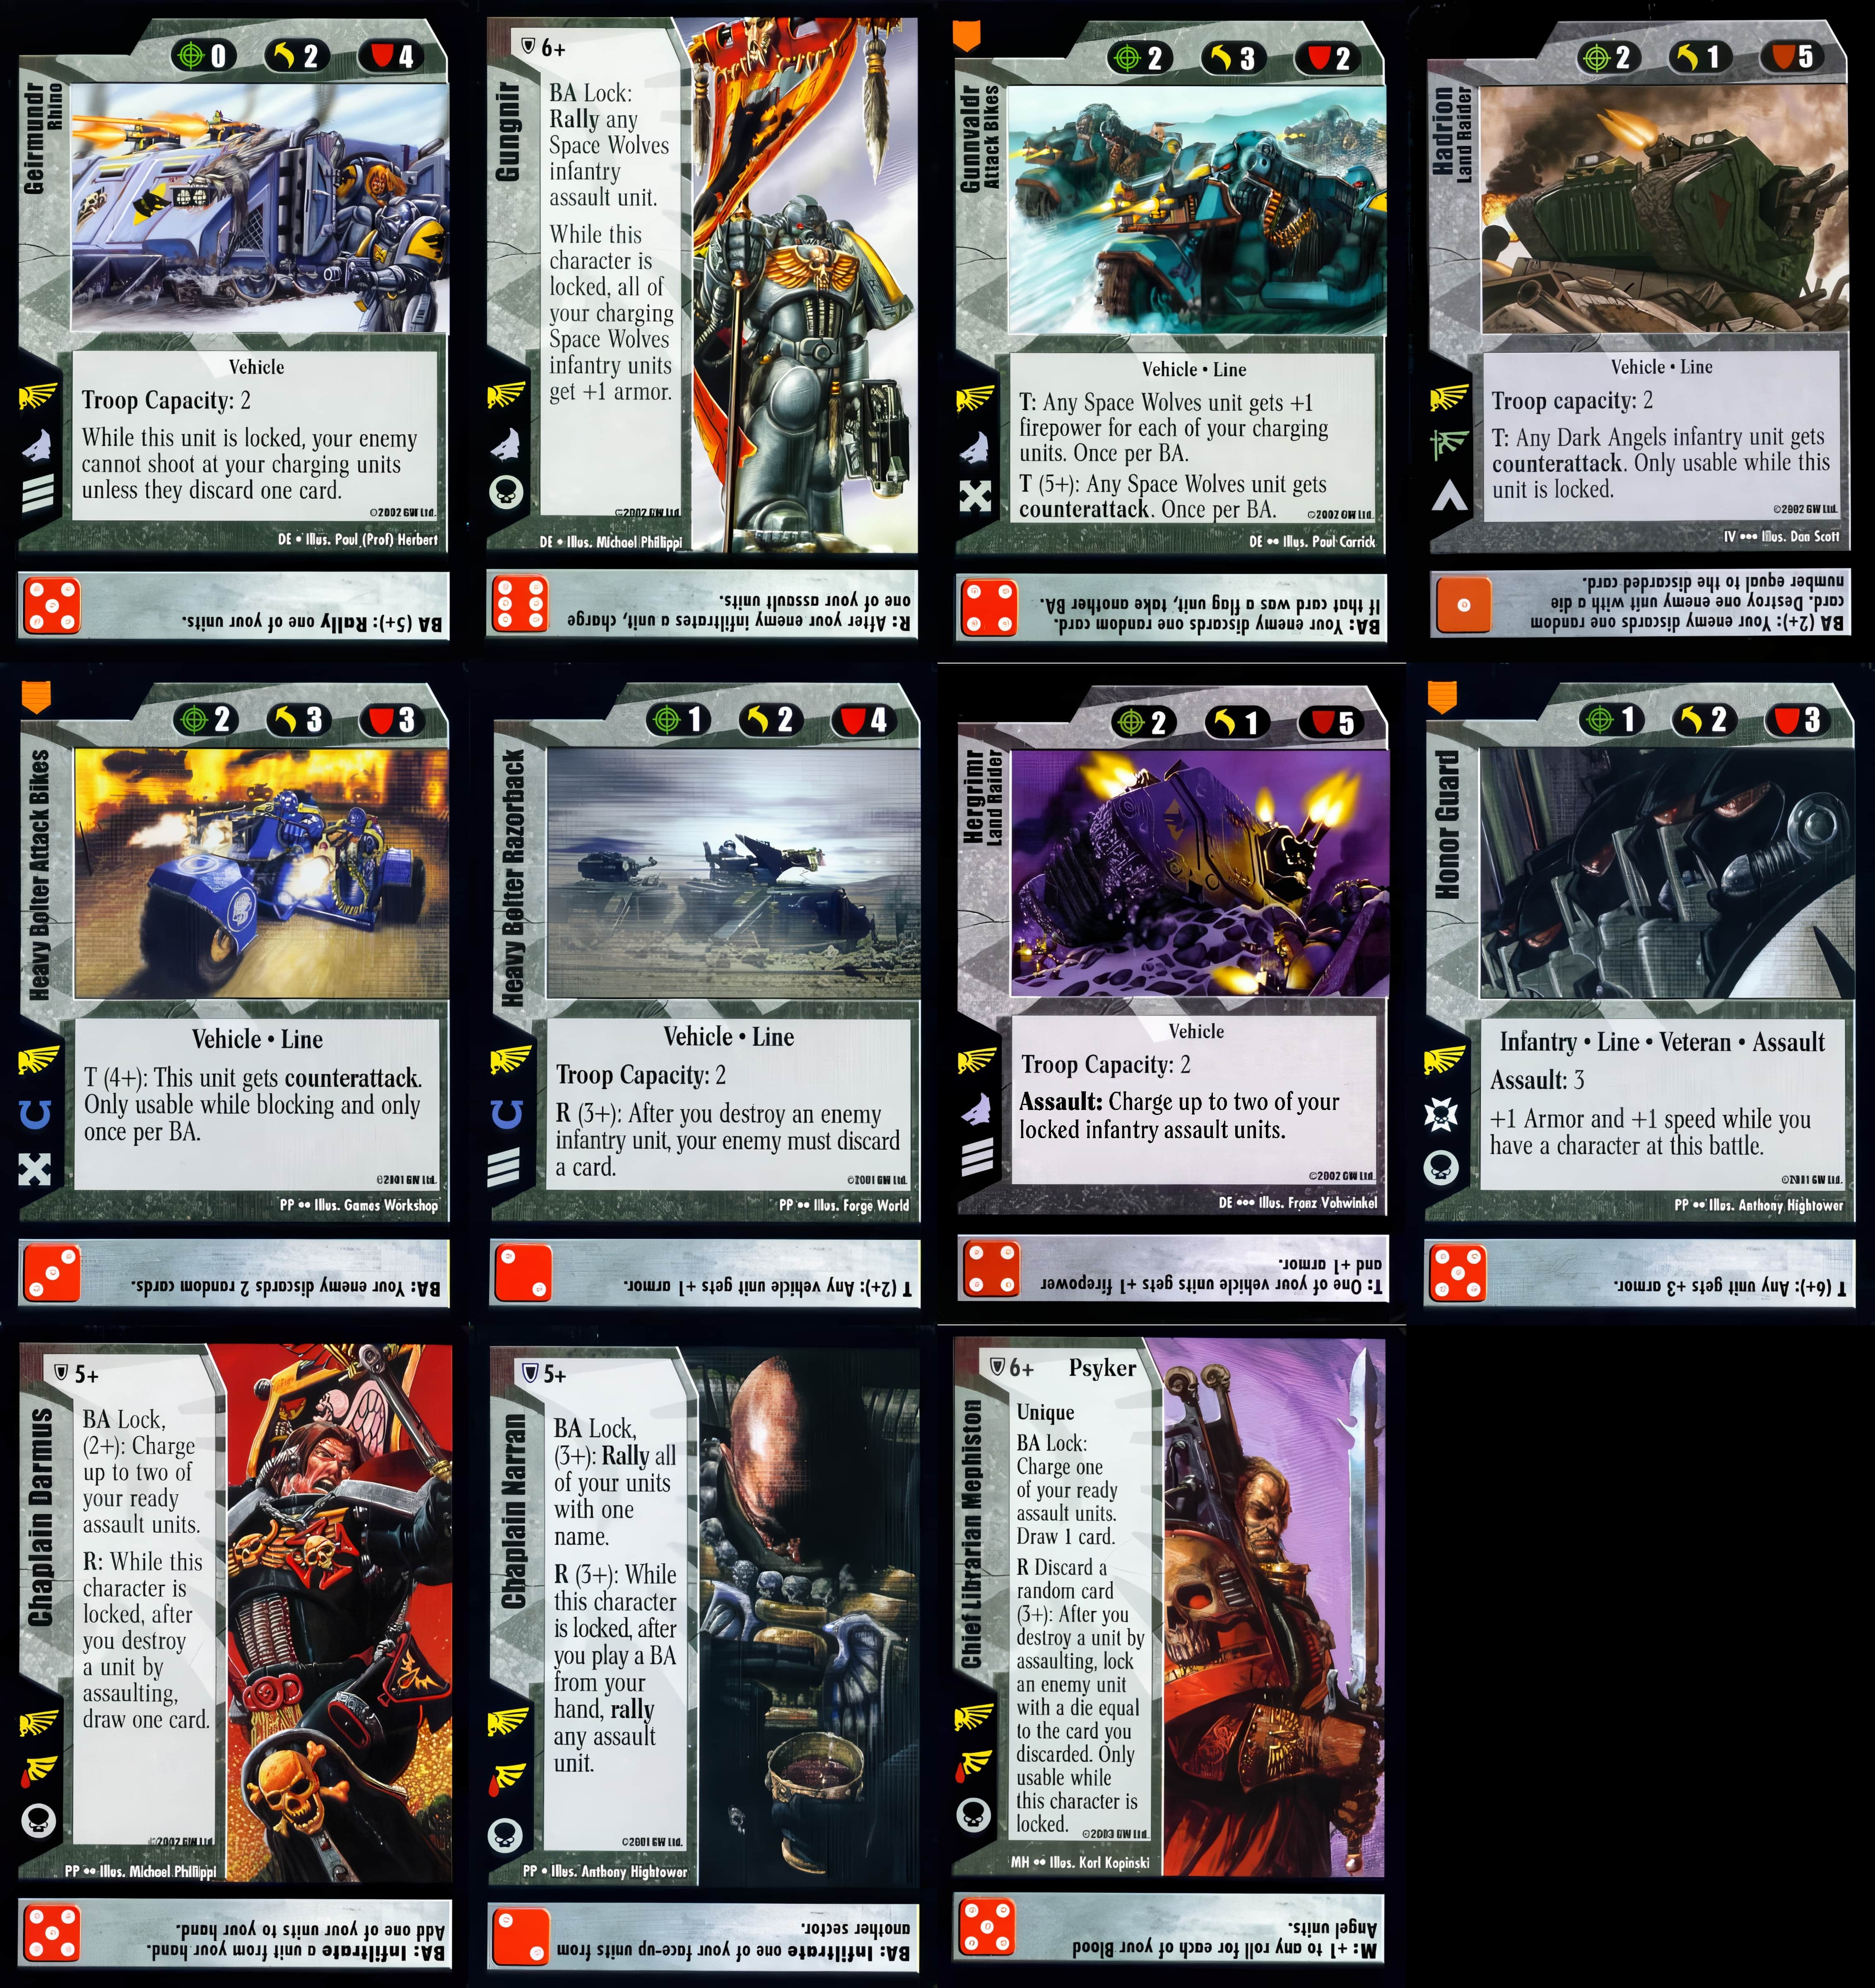 0 2 4
Geirmundr
Rhino
Vehicle
Troop Capacity: 2
While this unit is locked, your enemy
cannot shoot at your charging units
unless they discard one card.
©2002 GW Ltd.
DE • Illus. Paul (Prof) Herbert
BA (5+): Rally one of your units.
6+
Gungnir
BA Lock:
Rally any
Space Wolves
infantry
assault unit.
While this
character is
locked, all of
your charging
Space Wolves
infantry units
get +1 armor.
©2002 GW Ltd.
DE • Illus. Michael Phillippi
R: After your enemy infiltrates a unit, charge
one of your assault units.
2 3 2
Gunnvaldr
Attack Bikes
Vehicle • Line
T: Any Space Wolves unit gets +1
firepower for each of your charging
units. Once per BA.
T (5+): Any Space Wolves unit gets
counterattack. Once per BA.
©2002 GW Ltd.
DE •• Illus. Paul Carrick
BA: Your enemy discards one random card.
If that card was a flag unit, take another BA.
2 1 5
Hadrion
Land Raider
Vehicle • Line
Troop capacity: 2
T: Any Dark Angels infantry unit gets
counterattack. Only usable while this
unit is locked.
©2002 GW Ltd.
IV ••• Illus. Dan Scott
BA (2+): Your enemy discards one random
card. Destroy one enemy unit with a die
number equal to the discarded card.
2 3 3
Heavy Bolter Attack Bikes
Vehicle • Line
T (4+): This unit gets counterattack.
Only usable while blocking and only
once per BA.
©2001 GW Ltd.
PP •• Illus. Games Workshop
BA: Your enemy discards 2 random cards.
1 2 4
Heavy Bolter Razorback
Vehicle • Line
Troop Capacity: 2
R (3+): After you destroy an enemy
infantry unit, your enemy must discard
a card.
©2001 GW Ltd.
PP •• Illus. Forge World
T (2+): Any vehicle unit gets +1 armor.
2 1 5
Hergrimr
Land Raider
Vehicle
Troop Capacity: 2
Assault: Charge up to two of your
locked infantry assault units.
©2002 GW Ltd.
DE ••• Illus. Franz Vohwinkel
T: One of your vehicle units gets +1 firepower
and +1 armor.
1 2 3
Honor Guard
Infantry • Line • Veteran • Assault
Assault: 3
+1 Armor and +1 speed while you
have a character at this battle.
©2001 GW Ltd.
PP •• Illus. Anthony Hightower
T (6+): Any unit gets +3 armor.
5+
Chaplain Darmus
BA Lock,
(2+): Charge
up to two of
your ready
assault units.
R: While this
character is
locked, after
you destroy
a unit by
assaulting,
draw one card.
©2002 GW Ltd.
PP •• Illus. Michael Phillippi
BA: Infiltrate a unit from your hand.
Add one of your units to your hand.
5+
Chaplain Narran
BA Lock,
(3+): Rally all
of your units
with one
name.
R (3+): While
this character
is locked, after
you play a BA
from your
hand, rally
any assault
unit.
©2001 GW Ltd.
PP • Illus. Anthony Hightower
BA: Infiltrate one of your face-up units from
another sector.
6+ Psyker
Chief Librarian Mephiston
Unique
BA Lock:
Charge one
of your ready
assault units.
Draw 1 card.
R Discard a
random card
(3+): After you
destroy a unit by
assaulting, lock
an enemy unit
with a die equal
to the card you
discarded. Only
usable while
this character is
locked.
©2003 GW Ltd.
MH •• Illus. Karl Kopinski
M: +1 to any roll for each of your Blood
Angel units.